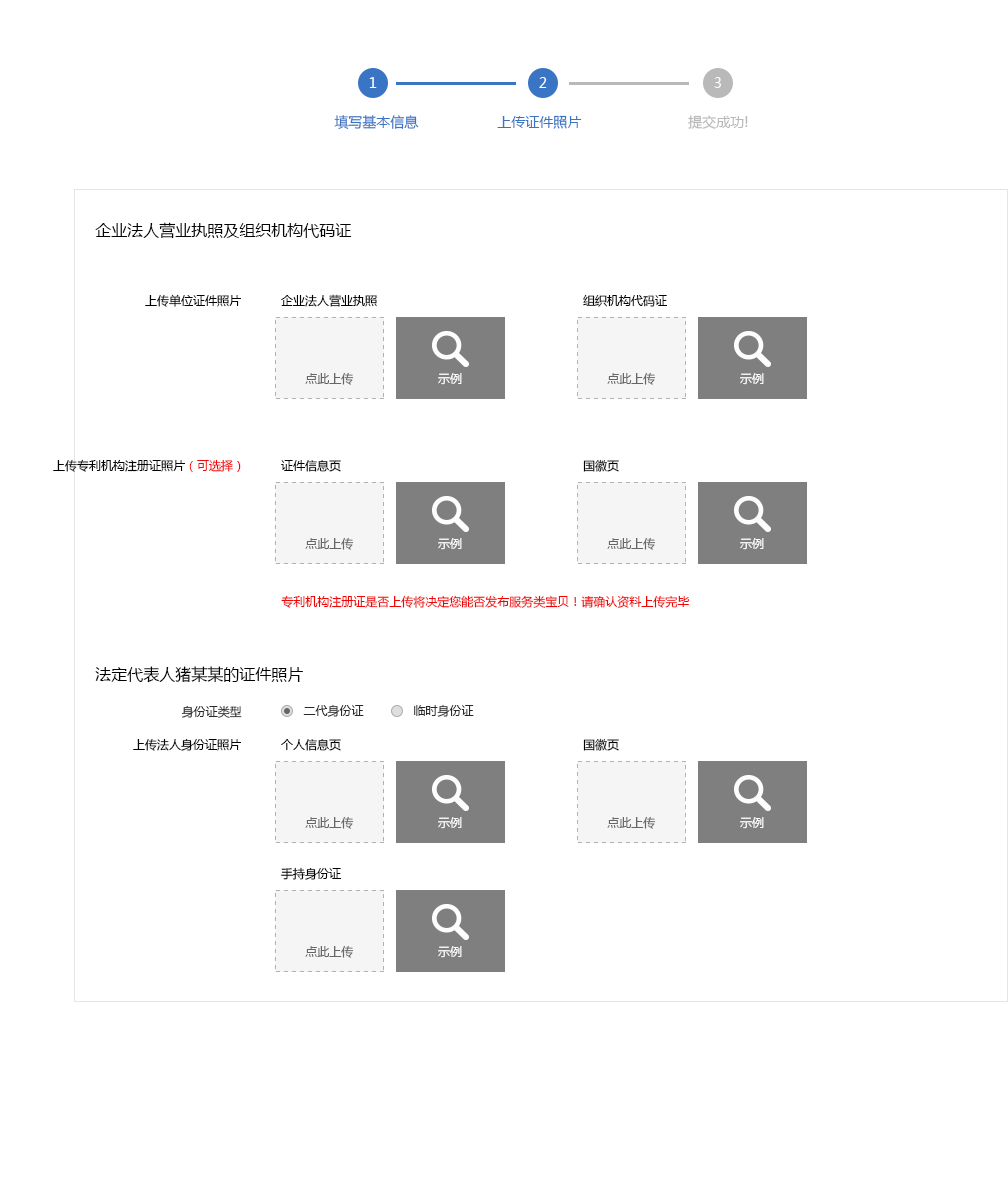 1 2 3
填写基本信息 上传证件照片 提交成功!
企业法人营业执照及组织机构代码证
上传单位证件照片 企业法人营业执照 组织机构代码证
点此上传 示例 点此上传 示例
上传专利机构注册证照片(可选择) 证件信息页 国徽页
点此上传 示例 点此上传 示例
专利机构注册证是否上传将决定您能否发布服务类宝贝!请确认资料上传完毕
法定代表人猪某某的证件照片
身份证类型 二代身份证 临时身份证
上传法人身份证照片 个人信息页 国徽页
点此上传 示例 点此上传 示例
手持身份证
点此上传 示例